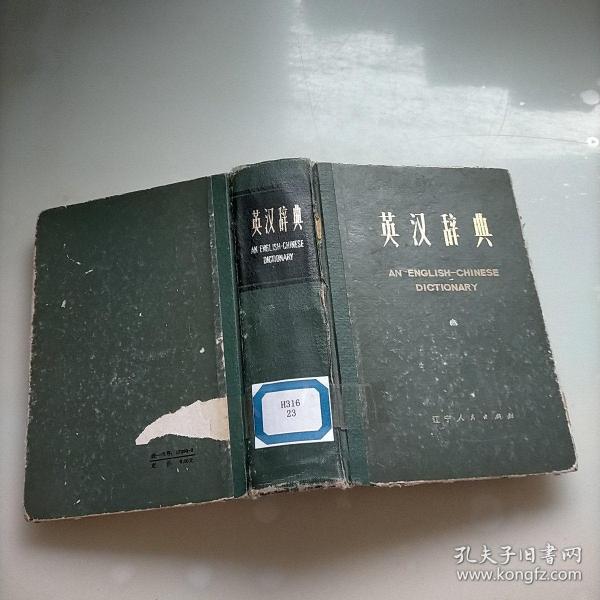 英汉辞典
AN ENGLISH-CHINESE
DICTIONARY
辽宁人民出版社
英汉辞典
AN ENGLISH-CHINESE
DICTIONARY
H316
23
孔夫子旧书网
www.kongfz.com